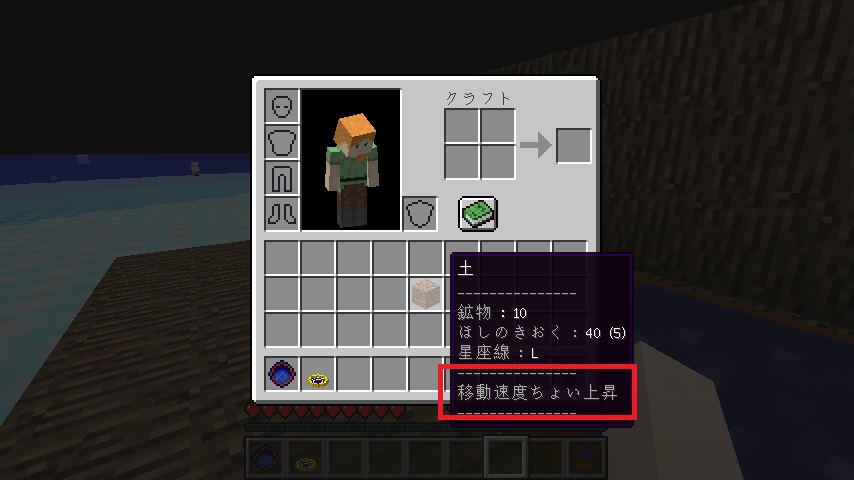 クラフト
土
---------------
鉱物 : 10
ほしのきおく : 40 (5)
星座線 : L
---------------
移動速度ちょい上昇
---------------